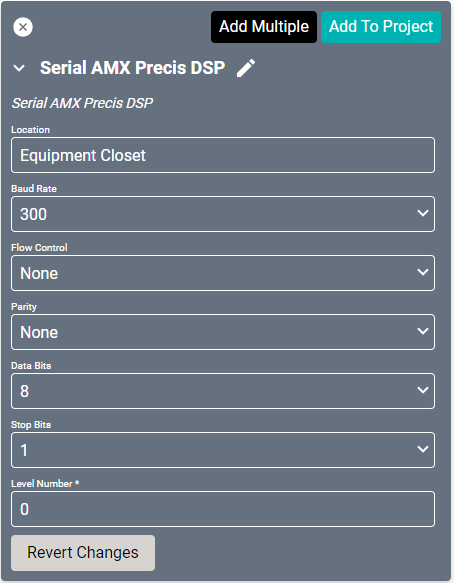 Add Multiple
Add To Project
Serial AMX Precis DSP
Serial AMX Precis DSP
Location
Equipment Closet
Baud Rate
300
Flow Control
None
Parity
None
Data Bits
8
Stop Bits
1
Level Number *
0
Revert Changes